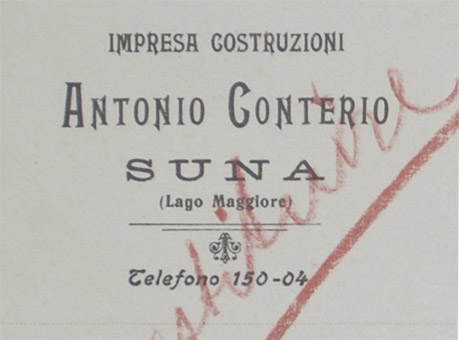 IMPRESA COSTRUZIONI
ANTONIO CONTERIO
SUNA
(Lago Maggiore)
Telefono 150-04